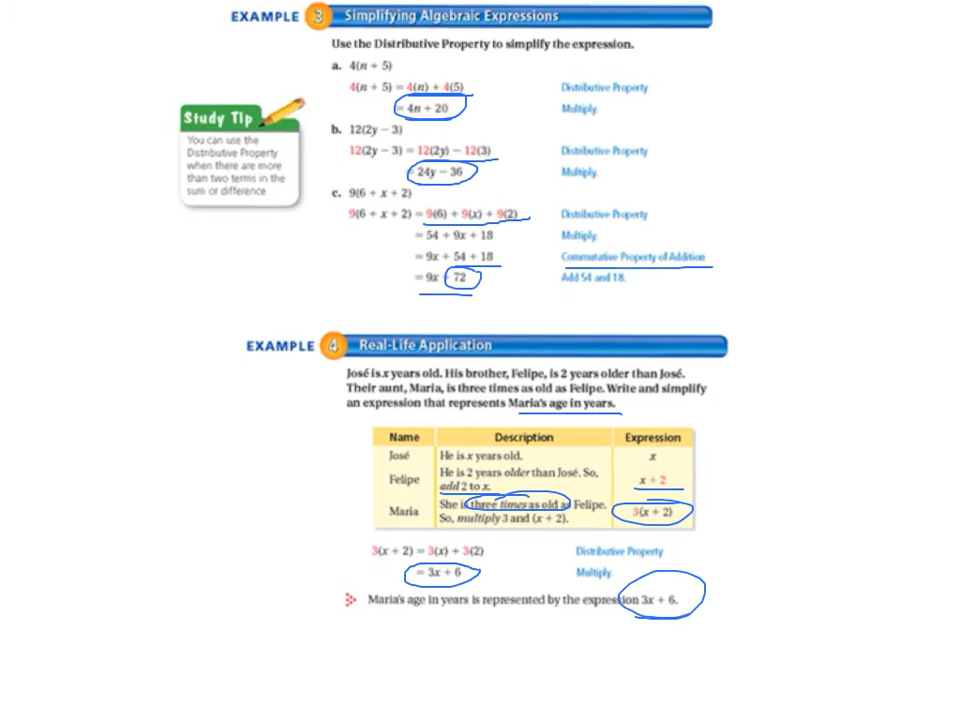 EXAMPLE 3 Simplifying Algebraic Expressions
Use the Distributive Property to simplify the expression.
a. 4(n + 5)
4(n + 5) = 4(n) + 4(5) Distributive Property
= 4n + 20 Multiply.
Study Tip
You can use the
Distributive Property
when there are more
than two terms in the
sum or difference
b. 12(2y − 3)
12(2y − 3) = 12(2y) − 12(3) Distributive Property
= 24y − 36 Multiply.
c. 9(6 + x + 2)
9(6 + x + 2) = 9(6) + 9(x) + 9(2) Distributive Property
= 54 + 9x + 18 Multiply.
= 9x + 54 + 18 Commutative Property of Addition
= 9x + 72 Add 54 and 18.
EXAMPLE 4 Real-Life Application
José is x years old. His brother, Felipe, is 2 years older than José.
Their aunt, Maria, is three times as old as Felipe. Write and simplify
an expression that represents Maria's age in years.
Name Description Expression
José He is x years old. x
Felipe He is 2 years older than José. So,
add 2 to x. x + 2
Maria She is three times as old as Felipe.
So, multiply 3 and (x + 2). 3(x + 2)
3(x + 2) = 3(x) + 3(2) Distributive Property
= 3x + 6 Multiply.
Maria's age in years is represented by the expression 3x + 6.